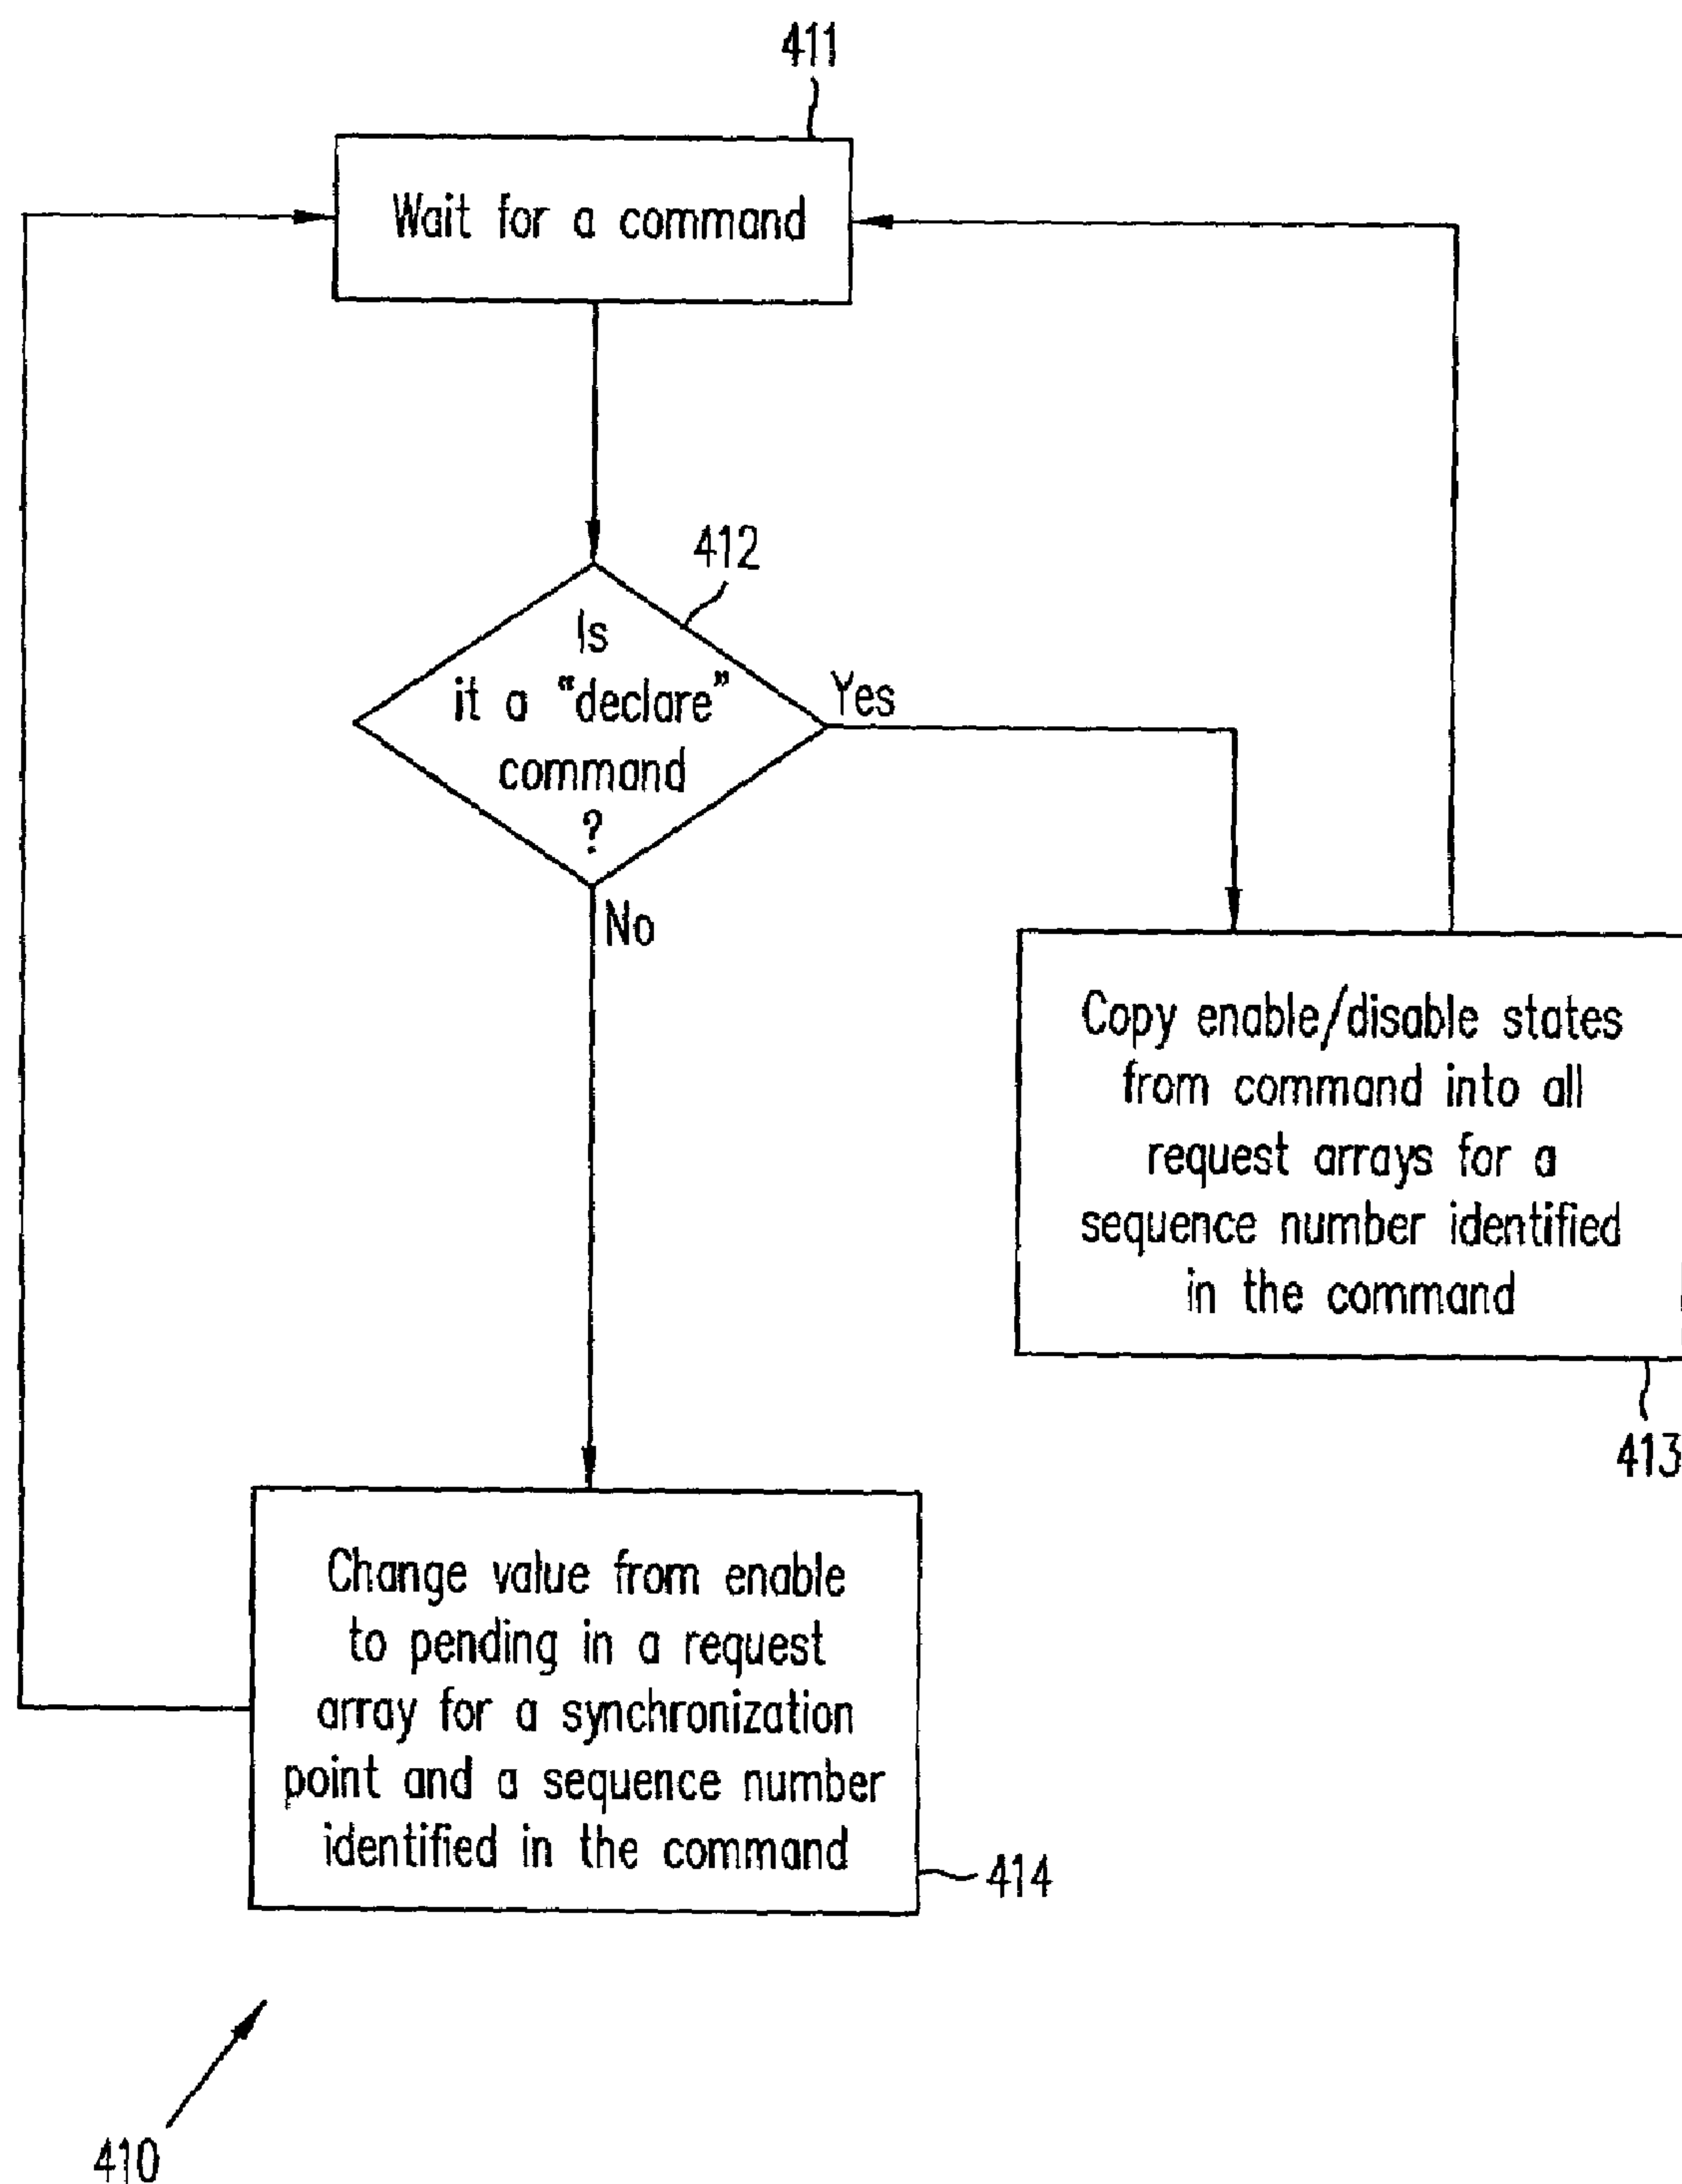 411
Wait for a command
412
Is
it a “declare”
command
?
Yes
No
Copy enable/disable states
from command into all
request arrays for a
sequence number identified
in the command
413
Change value from enable
to pending in a request
array for a synchronization
point and a sequence number
identified in the command
414
410